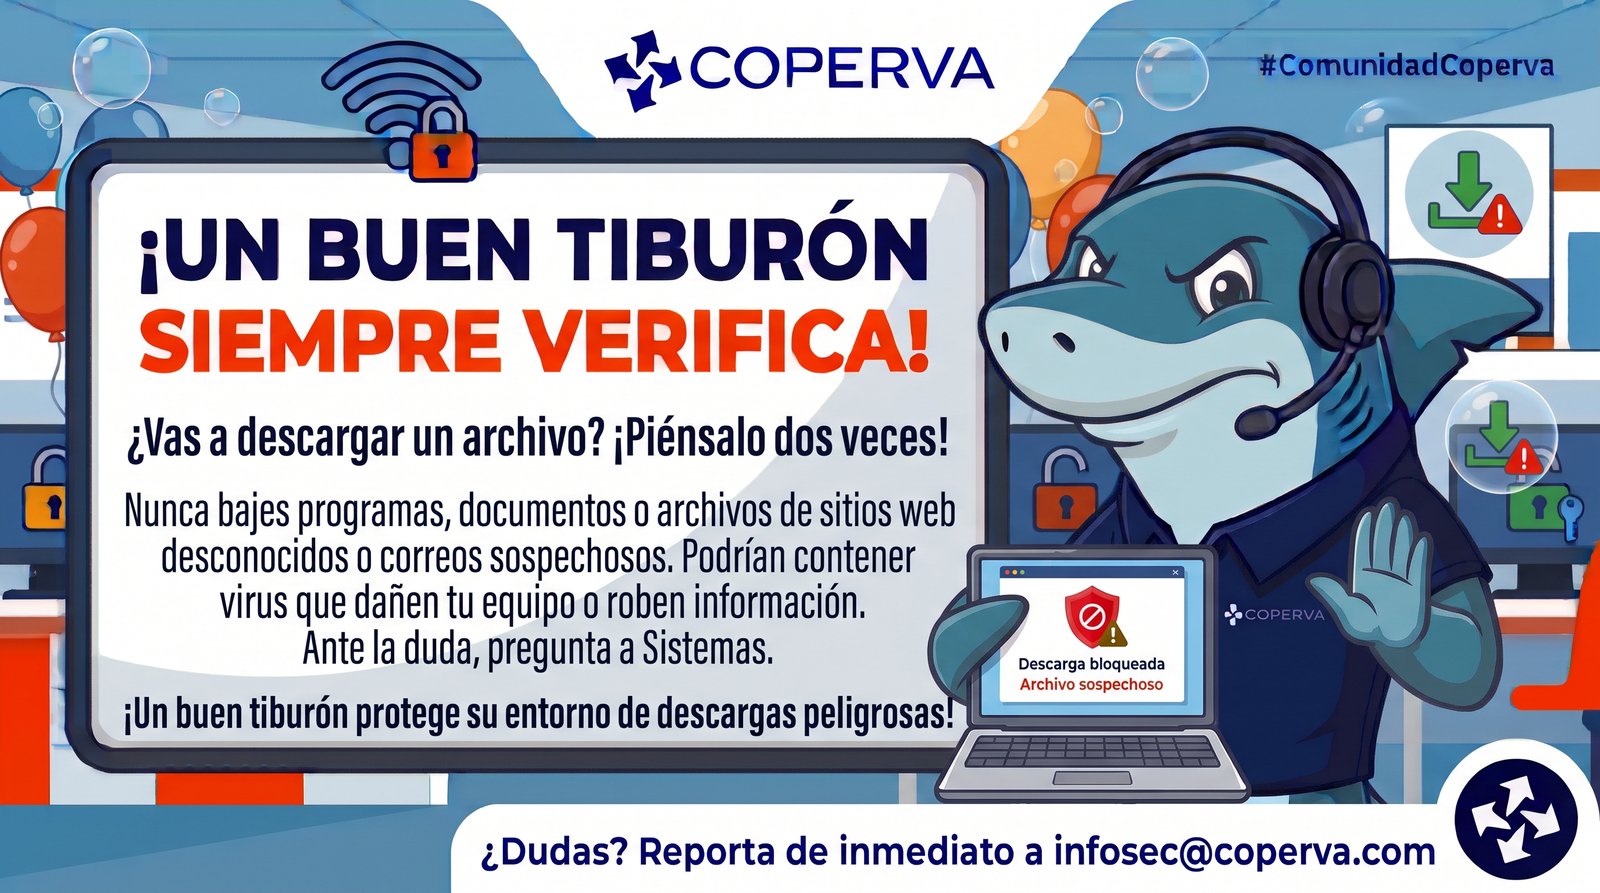 COPERVA
#ComunidadCoperva
¡UN BUEN TIBURÓN
SIEMPRE VERIFICA!
¿Vas a descargar un archivo? ¡Piénsalo dos veces!
Nunca bajes programas, documentos o archivos de sitios web
desconocidos o correos sospechosos. Podrían contener
virus que dañen tu equipo o roben información.
Ante la duda, pregunta a Sistemas.
¡Un buen tiburón protege su entorno de descargas peligrosas!
COPERVA
Descarga bloqueada
Archivo sospechoso
¿Dudas? Reporta de inmediato a infosec@coperva.com